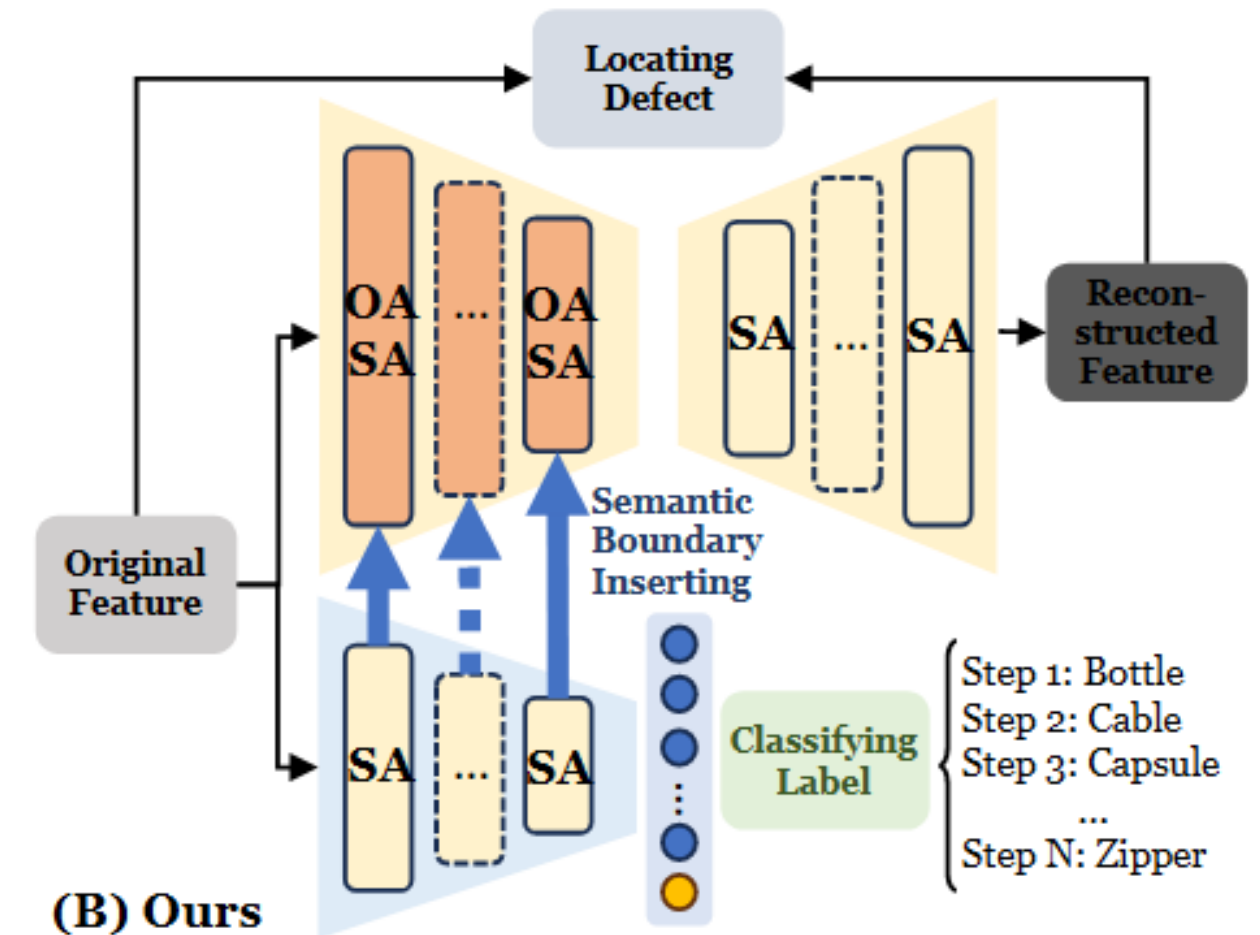 Locating
Defect
OA
SA
...
OA
SA
SA
...
SA
Recon-
structed
Feature
Semantic
Boundary
Inserting
Original
Feature
SA
...
SA
Classifying
Label
Step 1: Bottle
Step 2: Cable
Step 3: Capsule
...
Step N: Zipper
(B) Ours